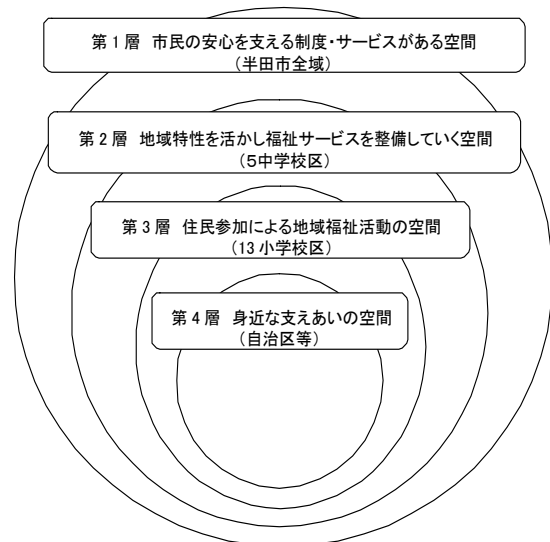 第1層 市民の安心を支える制度・サービスがある空間
(半田市全域)
第2層 地域特性を活かし福祉サービスを整備していく空間
(5中学校区)
第3層 住民参加による地域福祉活動の空間
(13小学校区)
第4層 身近な支えあいの空間
(自治区等)